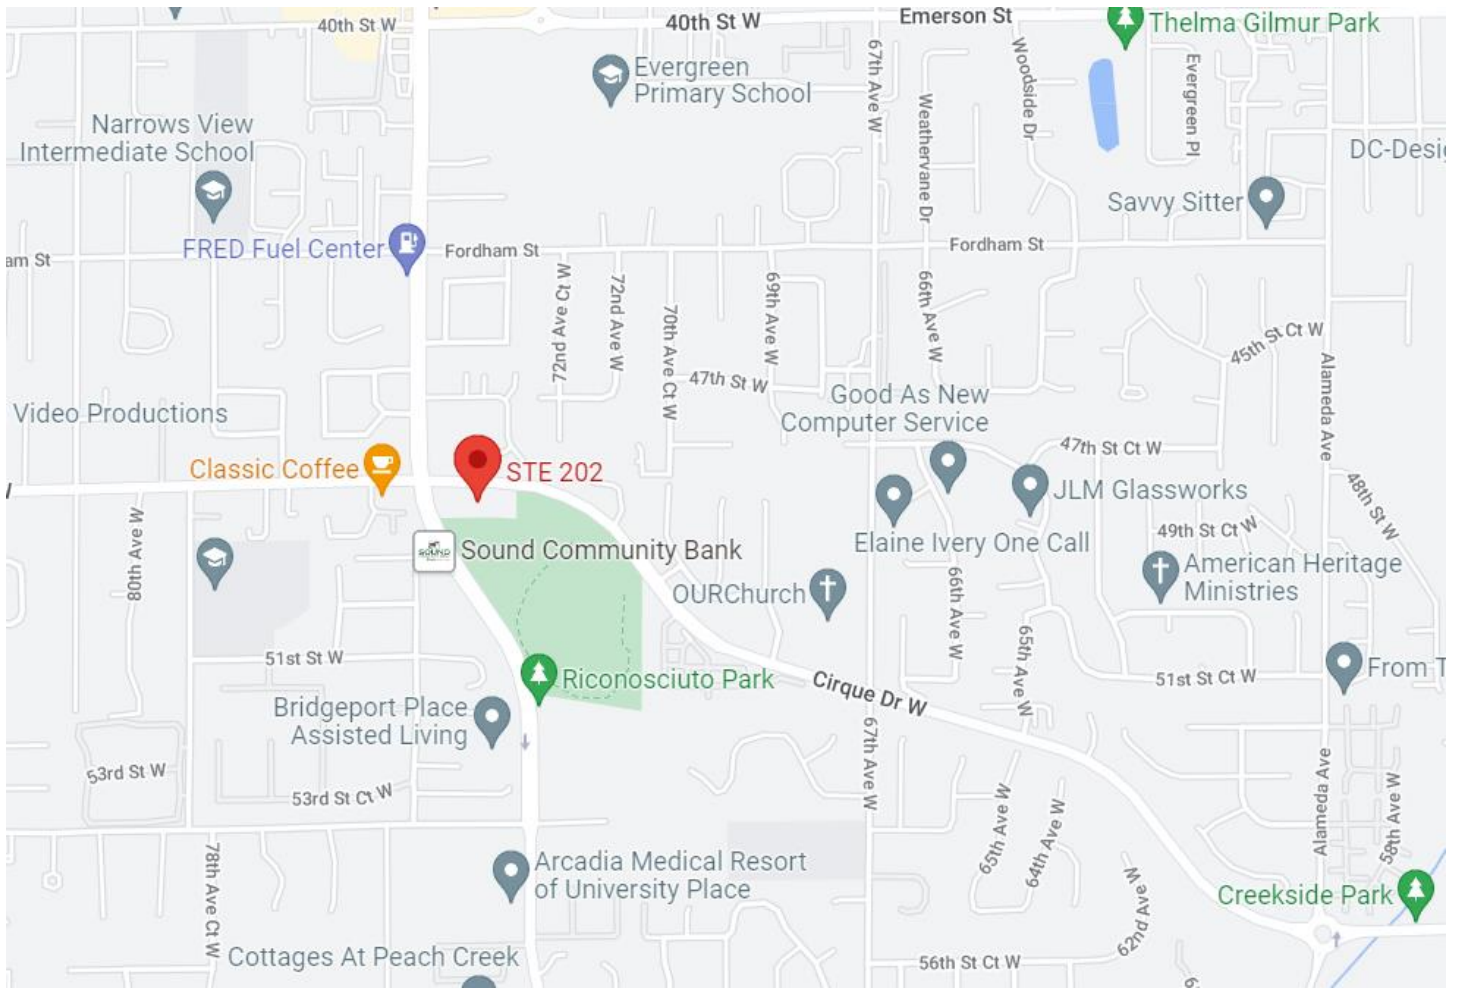 40th St W
40th St W
Emerson St
Thelma Gilmur Park
67th Ave W
Woodside Dr
Evergreen Pl
Evergreen
Primary School
Weathervane Dr
Narrows View
Intermediate School
DC-Desi
Savvy Sitter
FRED Fuel Center
Fordham St
Fordham St
am St
72nd Ave Ct W
72nd Ave W
70th Ave Ct W
69th Ave W
66th Ave W
45th St Ct W
Alameda Ave
47th St W
Good As New
Computer Service
Video Productions
47th St Ct W
Classic Coffee
STE 202
JLM Glassworks
48th St W
80th Ave W
49th St Ct W
SOUND
Sound Community Bank
Elaine Ivery One Call
American Heritage
Ministries
OURChurch
66th Ave W
65th Ave W
51st St W
51st St Ct W
From T
Riconosciuto Park
Cirque Dr W
Bridgeport Place
Assisted Living
67th Ave W
53rd St W
53rd St Ct W
Alameda Ave
58th Ave W
65th Ave W
64th Ave W
78th Ave Ct W
Arcadia Medical Resort
of University Place
62nd Ave W
Creekside Park
Cottages At Peach Creek
56th St Ct W